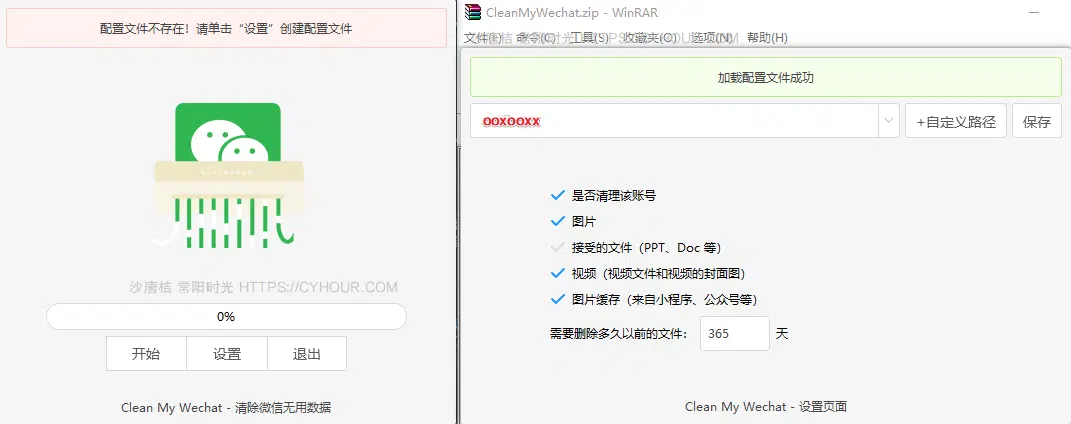 配置文件不存在！请单击“设置”创建配置文件
沙唐桔 常阳时光 HTTPS://CYHOUR.COM
0%
开始 设置 退出
Clean My Wechat - 清除微信无用数据
CleanMyWechat.zip - WinRAR
文件(F) 命令(C) 工具(S) 收藏夹(O) 选项(N) 帮助(H)
加载配置文件成功
OOXOOXX
+自定义路径 保存
是否清理该账号
图片
接受的文件（PPT、Doc 等）
视频（视频文件和视频的封面图）
图片缓存（来自小程序、公众号等）
需要删除多久以前的文件： 365 天
Clean My Wechat - 设置页面